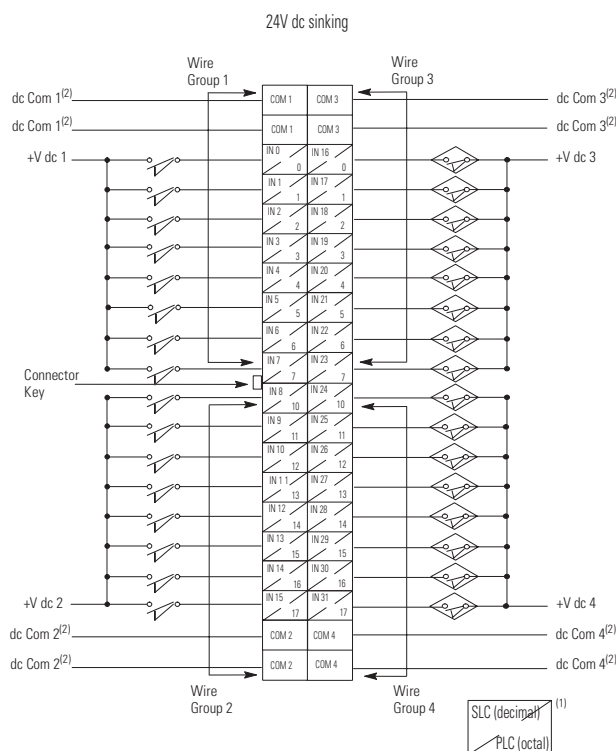 24V dc sinking
Wire Group 1
Wire Group 3
dc Com 1(2) COM 1 COM 3 dc Com 3(2)
dc Com 1(2) COM 1 COM 3 dc Com 3(2)
+V dc 1 IN 0 0 IN 16 0 +V dc 3
IN 1 1 IN 17 1
IN 2 2 IN 18 2
IN 3 3 IN 19 3
IN 4 4 IN 20 4
IN 5 5 IN 21 5
IN 6 6 IN 22 6
IN 7 7 IN 23 7
Connector Key
IN 8 10 IN 24 10
IN 9 11 IN 25 11
IN 10 12 IN 26 12
IN 1 1 13 IN 27 13
IN 12 14 IN 28 14
IN 13 15 IN 29 15
IN 14 16 IN 30 16
+V dc 2 IN 15 17 IN 31 17 +V dc 4
dc Com 2(2) COM 2 COM 4 dc Com 4(2)
dc Com 2(2) COM 2 COM 4 dc Com 4(2)
Wire Group 2
Wire Group 4
SLC (decimal) (1)
PLC (octal)